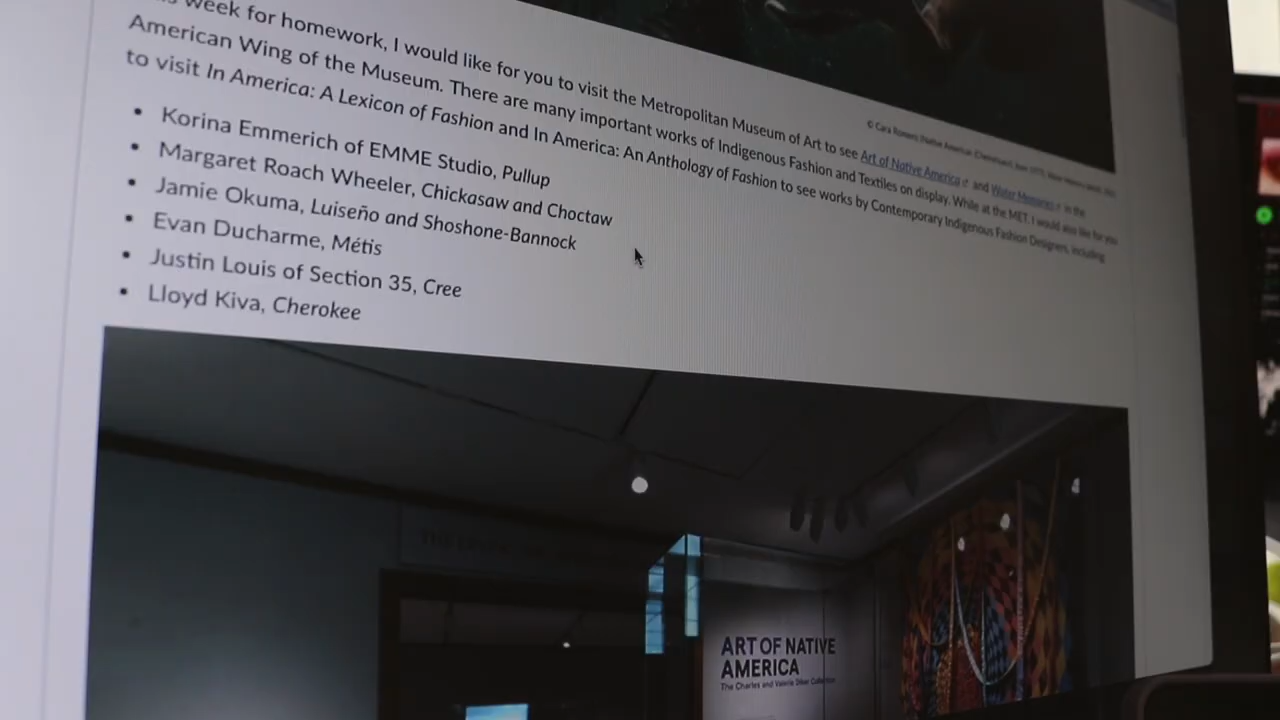 week for homework, I would like for you to visit the Metropolitan Museum of Art to see Art of Native America and Water Memories in the
American Wing of the Museum. There are many important works of Indigenous Fashion and Textiles on display. While at the MET, I would also like for you
to visit In America: A Lexicon of Fashion and In America: An Anthology of Fashion to see works by Contemporary Indigenous Fashion Designers, including
• Korina Emmerich of EMME Studio, Pullup
• Margaret Roach Wheeler, Chickasaw and Choctaw
• Jamie Okuma, Luiseño and Shoshone-Bannock
• Evan Ducharme, Métis
• Justin Louis of Section 35, Cree
• Lloyd Kiva, Cherokee
ART OF NATIVE
AMERICA
The Charles and Valerie Diker Collection